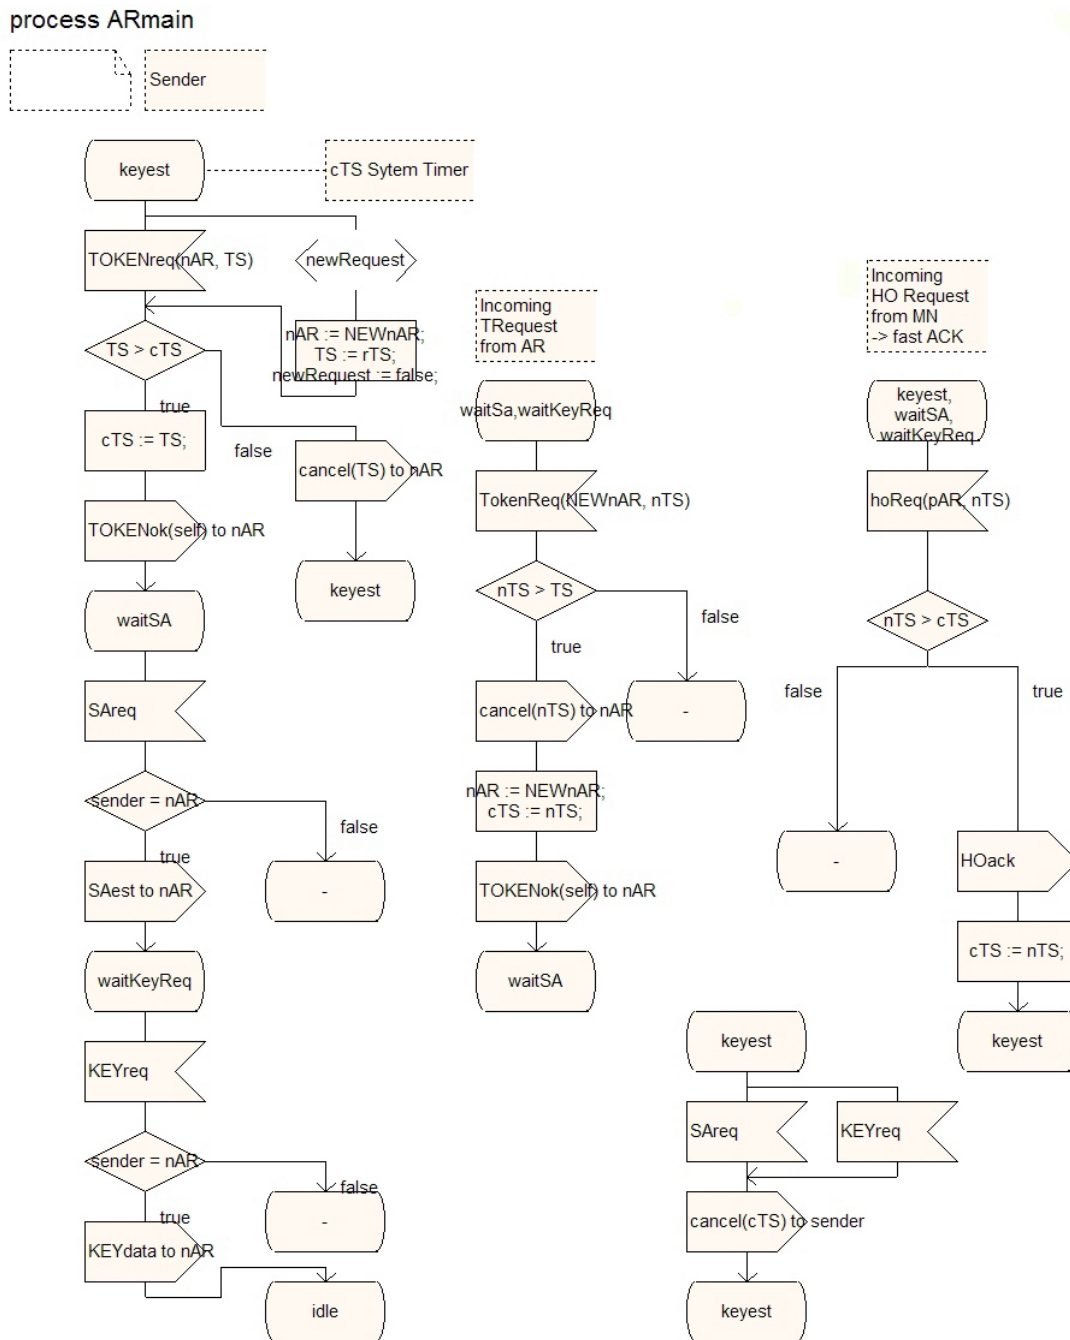 process ARmain
Sender
keyest
cTS Sytem Timer
TOKENreq(nAR, TS)
newRequest
TS > cTS
nAR := NEWnAR;
TS := rTS;
newRequest := false;
true
false
cTS := TS;
cancel(TS) to nAR
TOKENok(self) to nAR
keyest
waitSA
SAreq
sender = nAR
false
true
SAest to nAR
-
waitKeyReq
KEYreq
sender = nAR
false
true
-
KEYdata to nAR
idle
Incoming
TRequest
from AR
waitSa,waitKeyReq
TokenReq(NEWnAR, nTS)
nTS > TS
false
true
cancel(nTS) to nAR
-
nAR := NEWnAR;
cTS := nTS;
TOKENok(self) to nAR
waitSA
Incoming
HO Request
from MN
-> fast ACK
keyest,
waitSA,
waitKeyReq
hoReq(pAR, nTS)
nTS > cTS
false
true
-
HOack
cTS := nTS;
keyest
keyest
SAreq
KEYreq
cancel(cTS) to sender
keyest